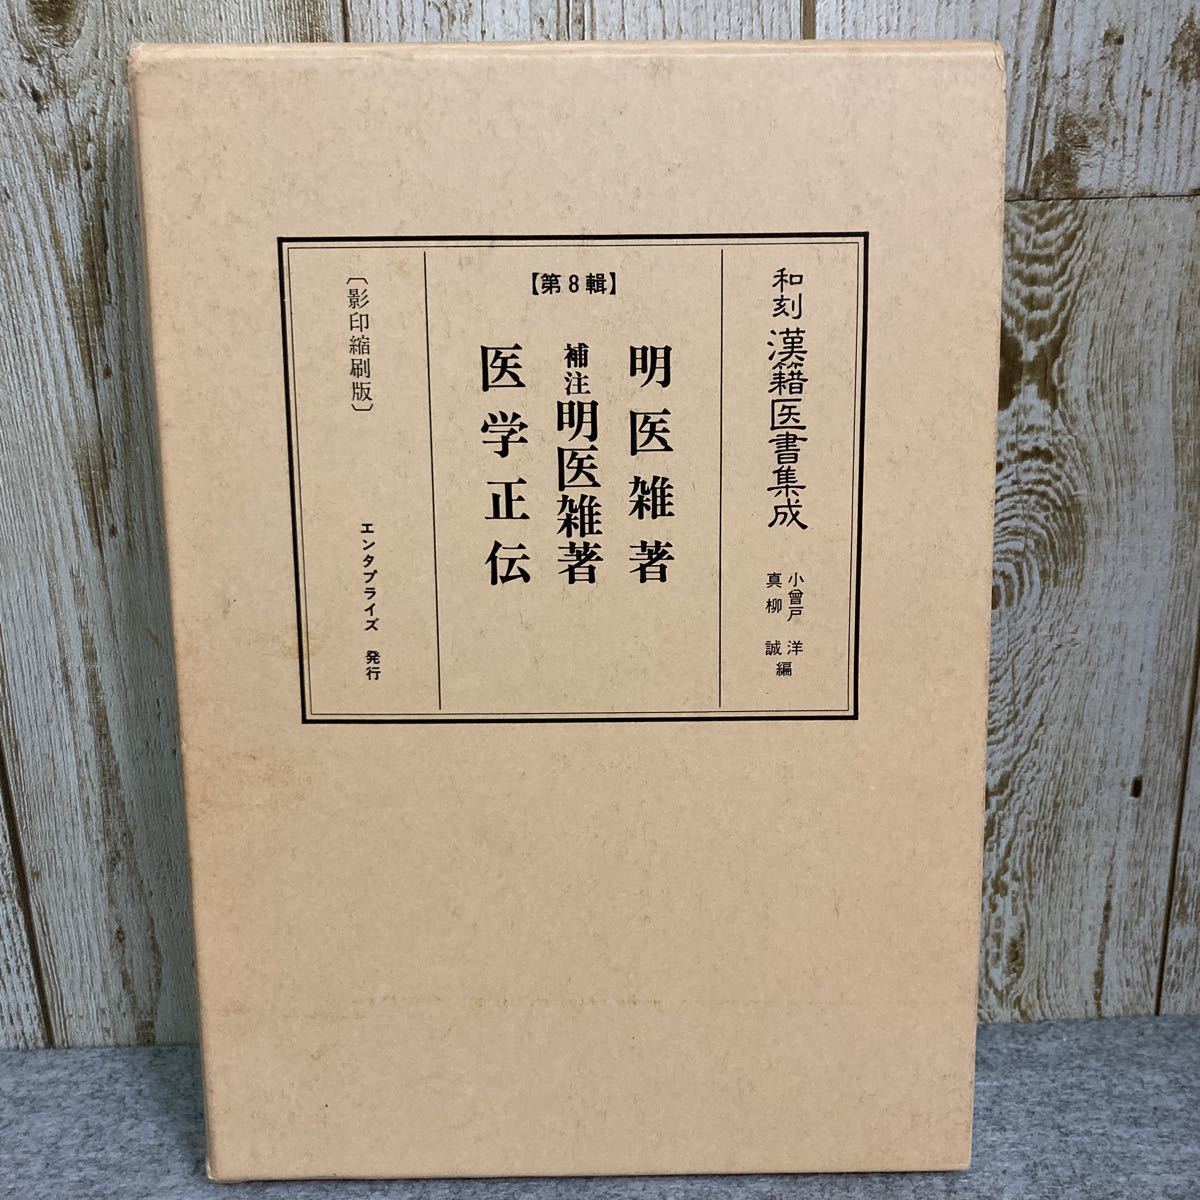 和刻漢籍医書集成
小曾戸 洋
真柳 誠 編
【第8輯】
明医雑著
補注明医雑著
医学正伝
〔影印縮刷版〕
エンタプライズ 発行